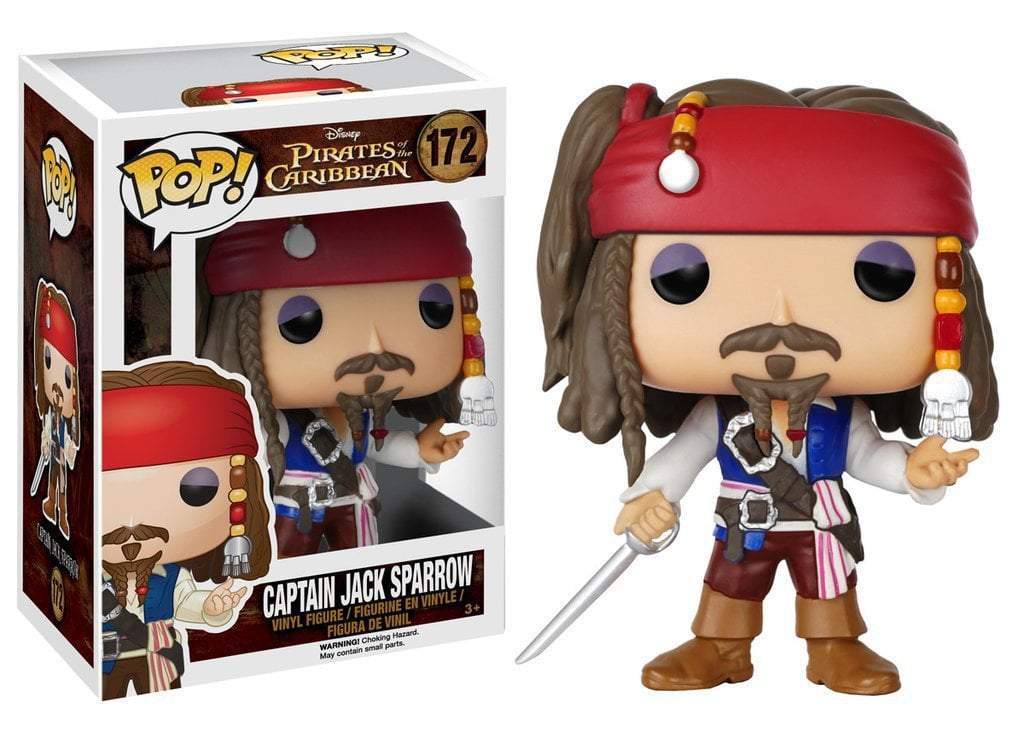 POP!
POP!
DISNEY
PIRATES of the
CARIBBEAN
172
POP!
CAPTAIN JACK SPARROW
172
CAPTAIN JACK SPARROW
VINYL FIGURE / FIGURINE EN VINYLE /
FIGURA DE VINIL
3+
WARNING! Choking Hazard.
May contain small parts.